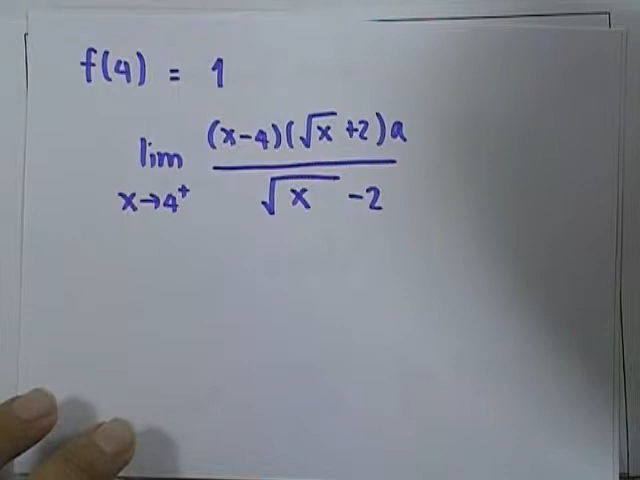 f(4) = 1
lim x→4⁺ (x-4)(√x +2)a / √x -2